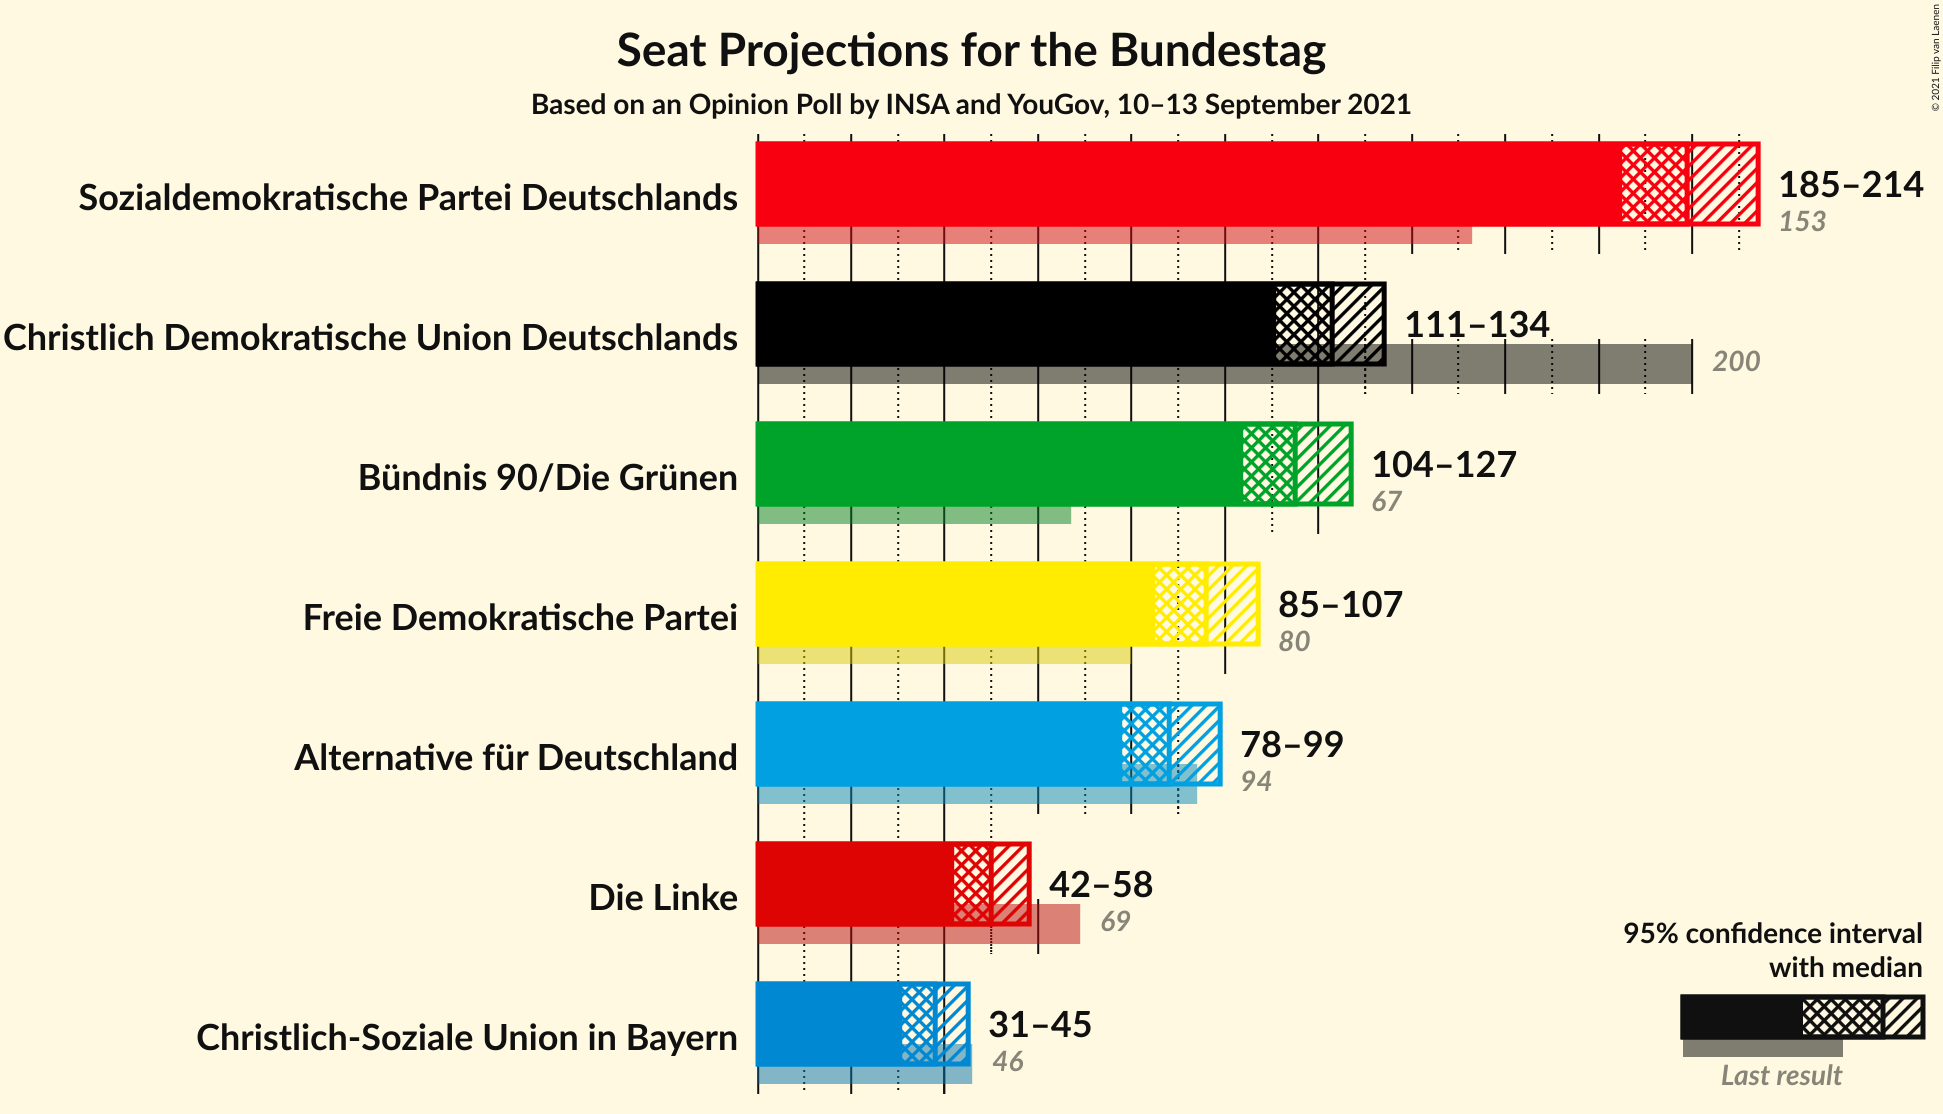 Seat Projections for the Bundestag
Based on an Opinion Poll by INSA and YouGov, 10–13 September 2021
© 2021 Filip van Laenen
Sozialdemokratische Partei Deutschlands
185–214
153
Christlich Demokratische Union Deutschlands
111–134
200
Bündnis 90/Die Grünen
104–127
67
Freie Demokratische Partei
85–107
80
Alternative für Deutschland
78–99
94
Die Linke
42–58
69
Christlich-Soziale Union in Bayern
31–45
46
95% confidence interval
with median
Last result